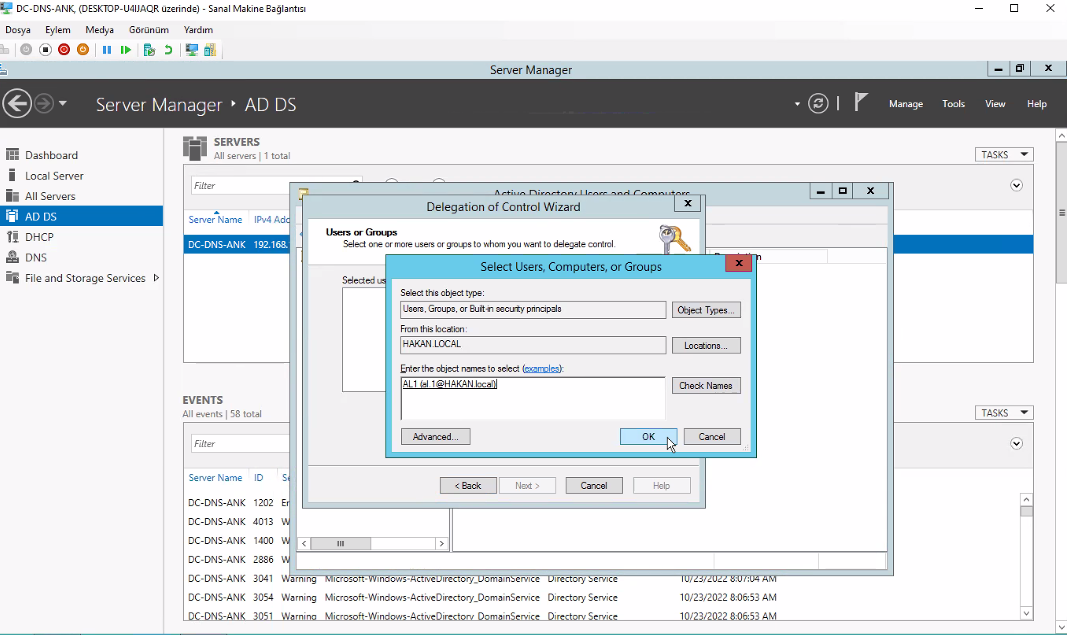 DC-DNS-ANK, (DESKTOP-U4IJAQR üzerinde) - Sanal Makine Bağlantısı
Dosya Eylem Medya Görünüm Yardım
Server Manager
Server Manager AD DS
Manage Tools View Help
Dashboard
Local Server
All Servers
AD DS
DHCP
DNS
File and Storage Services
SERVERS
All servers | 1 total
TASKS
Filter
Server Name IPv4 Add
DC-DNS-ANK 192.168.
Active Directory Users and Computers
Delegation of Control Wizard
Users or Groups
Select one or more users or groups to whom you want to delegate control.
Selected us
Select Users, Computers, or Groups
Select this object type:
Users, Groups, or Built-in security principals
Object Types...
From this location:
HAKAN.LOCAL
Locations...
Enter the object names to select (examples):
AL1 (al.1@HAKAN.local)
Check Names
Advanced... OK Cancel
< Back Next > Cancel Help
EVENTS
All events | 58 total
TASKS
Filter
Server Name ID Se
DC-DNS-ANK 1202 Er
DC-DNS-ANK 4013 W
DC-DNS-ANK 1400 W
DC-DNS-ANK 2886 W
DC-DNS-ANK 3041 Warning Microsoft-Windows-ActiveDirectory_DomainService Directory Service 10/23/2022 8:07:04 AM
DC-DNS-ANK 3054 Warning Microsoft-Windows-ActiveDirectory_DomainService Directory Service 10/23/2022 8:06:53 AM
DC-DNS-ANK 3051 Warning Microsoft-Windows-ActiveDirectory_DomainService Directory Service 10/23/2022 8:06:53 AM